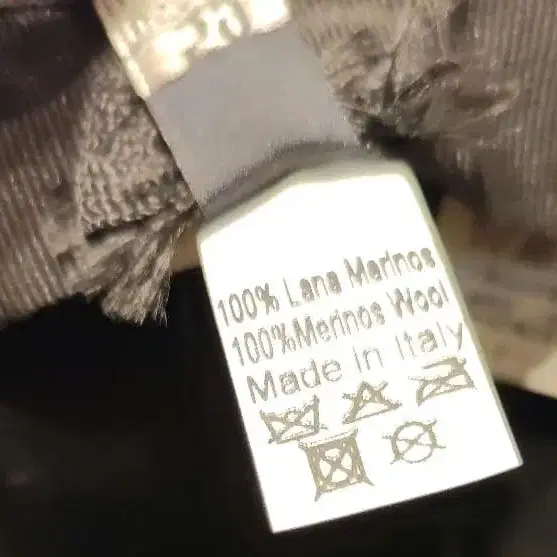 100% Lana Merinos
100%Merinos Wool
Made in Italy